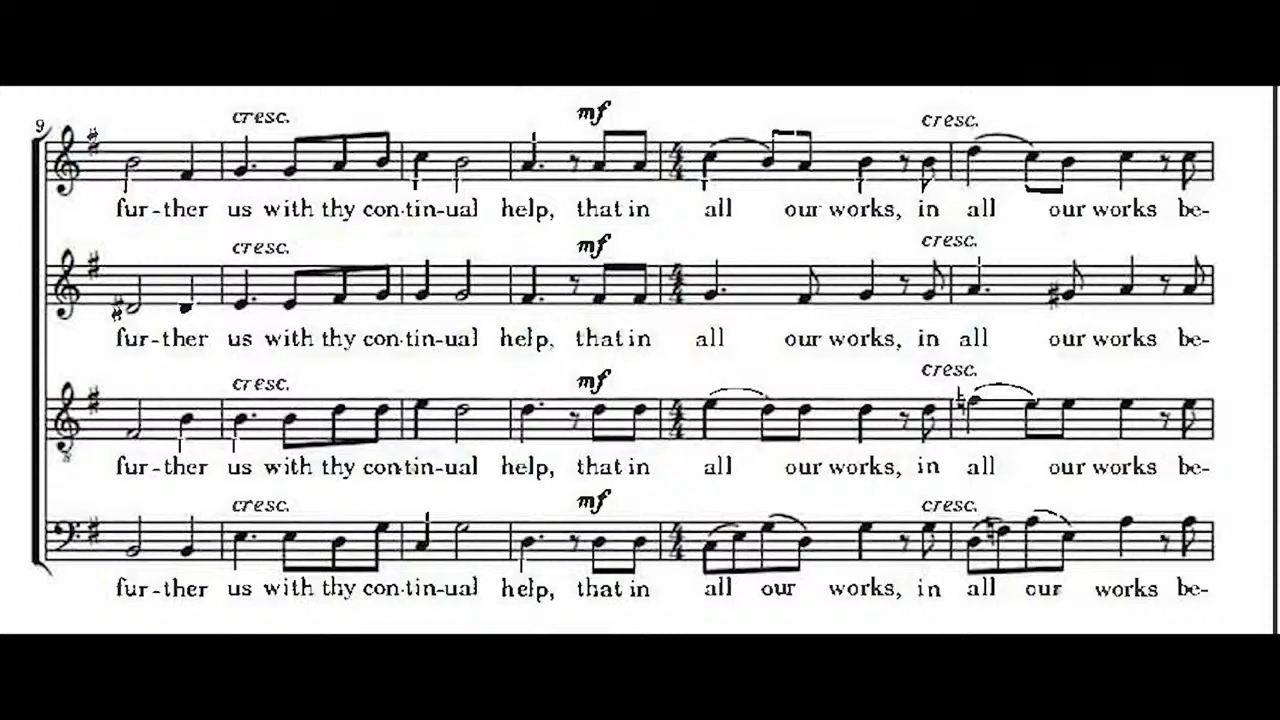 9
cresc.
mf
cresc.
fur-ther us with thy con-tin-ual help, that in all our works, in all our works be-
cresc.
mf
cresc.
fur-ther us with thy con-tin-ual help, that in all our works, in all our works be-
cresc.
mf
cresc.
fur-ther us with thy con-tin-ual help, that in all our works, in all our works be-
cresc.
mf
cresc.
fur-ther us with thy con-tin-ual help, that in all our works, in all our works be-